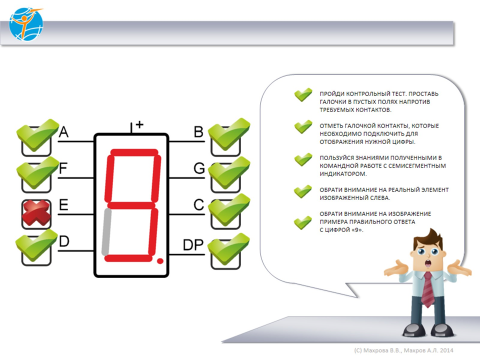 +
A
B
F
G
E
C
D
DP
ПРОЙДИ КОНТРОЛЬНЫЙ ТЕСТ. ПРОСТАВЬ
ГАЛОЧКИ В ПУСТЫХ ПОЛЯХ НАПРОТИВ
ТРЕБУЕМЫХ КОНТАКТОВ.
ОТМЕТЬ ГАЛОЧКОЙ КОНТАКТЫ, КОТОРЫЕ
НЕОБХОДИМО ПОДКЛЮЧИТЬ ДЛЯ
ОТОБРАЖЕНИЯ НУЖНОЙ ЦИФРЫ.
ПОЛЬЗУЙСЯ ЗНАНИЯМИ ПОЛУЧЕННЫМИ В
КОМАНДНОЙ РАБОТЕ С СЕМИСЕГМЕНТНЫМ
ИНДИКАТОРОМ.
ОБРАТИ ВНИМАНИЕ НА РЕАЛЬНЫЙ ЭЛЕМЕНТ
ИЗОБРАЖЕННЫЙ СЛЕВА.
ОБРАТИ ВНИМАНИЕ НА ИЗОБРАЖЕНИЕ
ПРИМЕРА ПРАВИЛЬНОГО ОТВЕТА
С ЦИФРОЙ «9».
(C) Макрова В.В., Макров А.Л. 2014